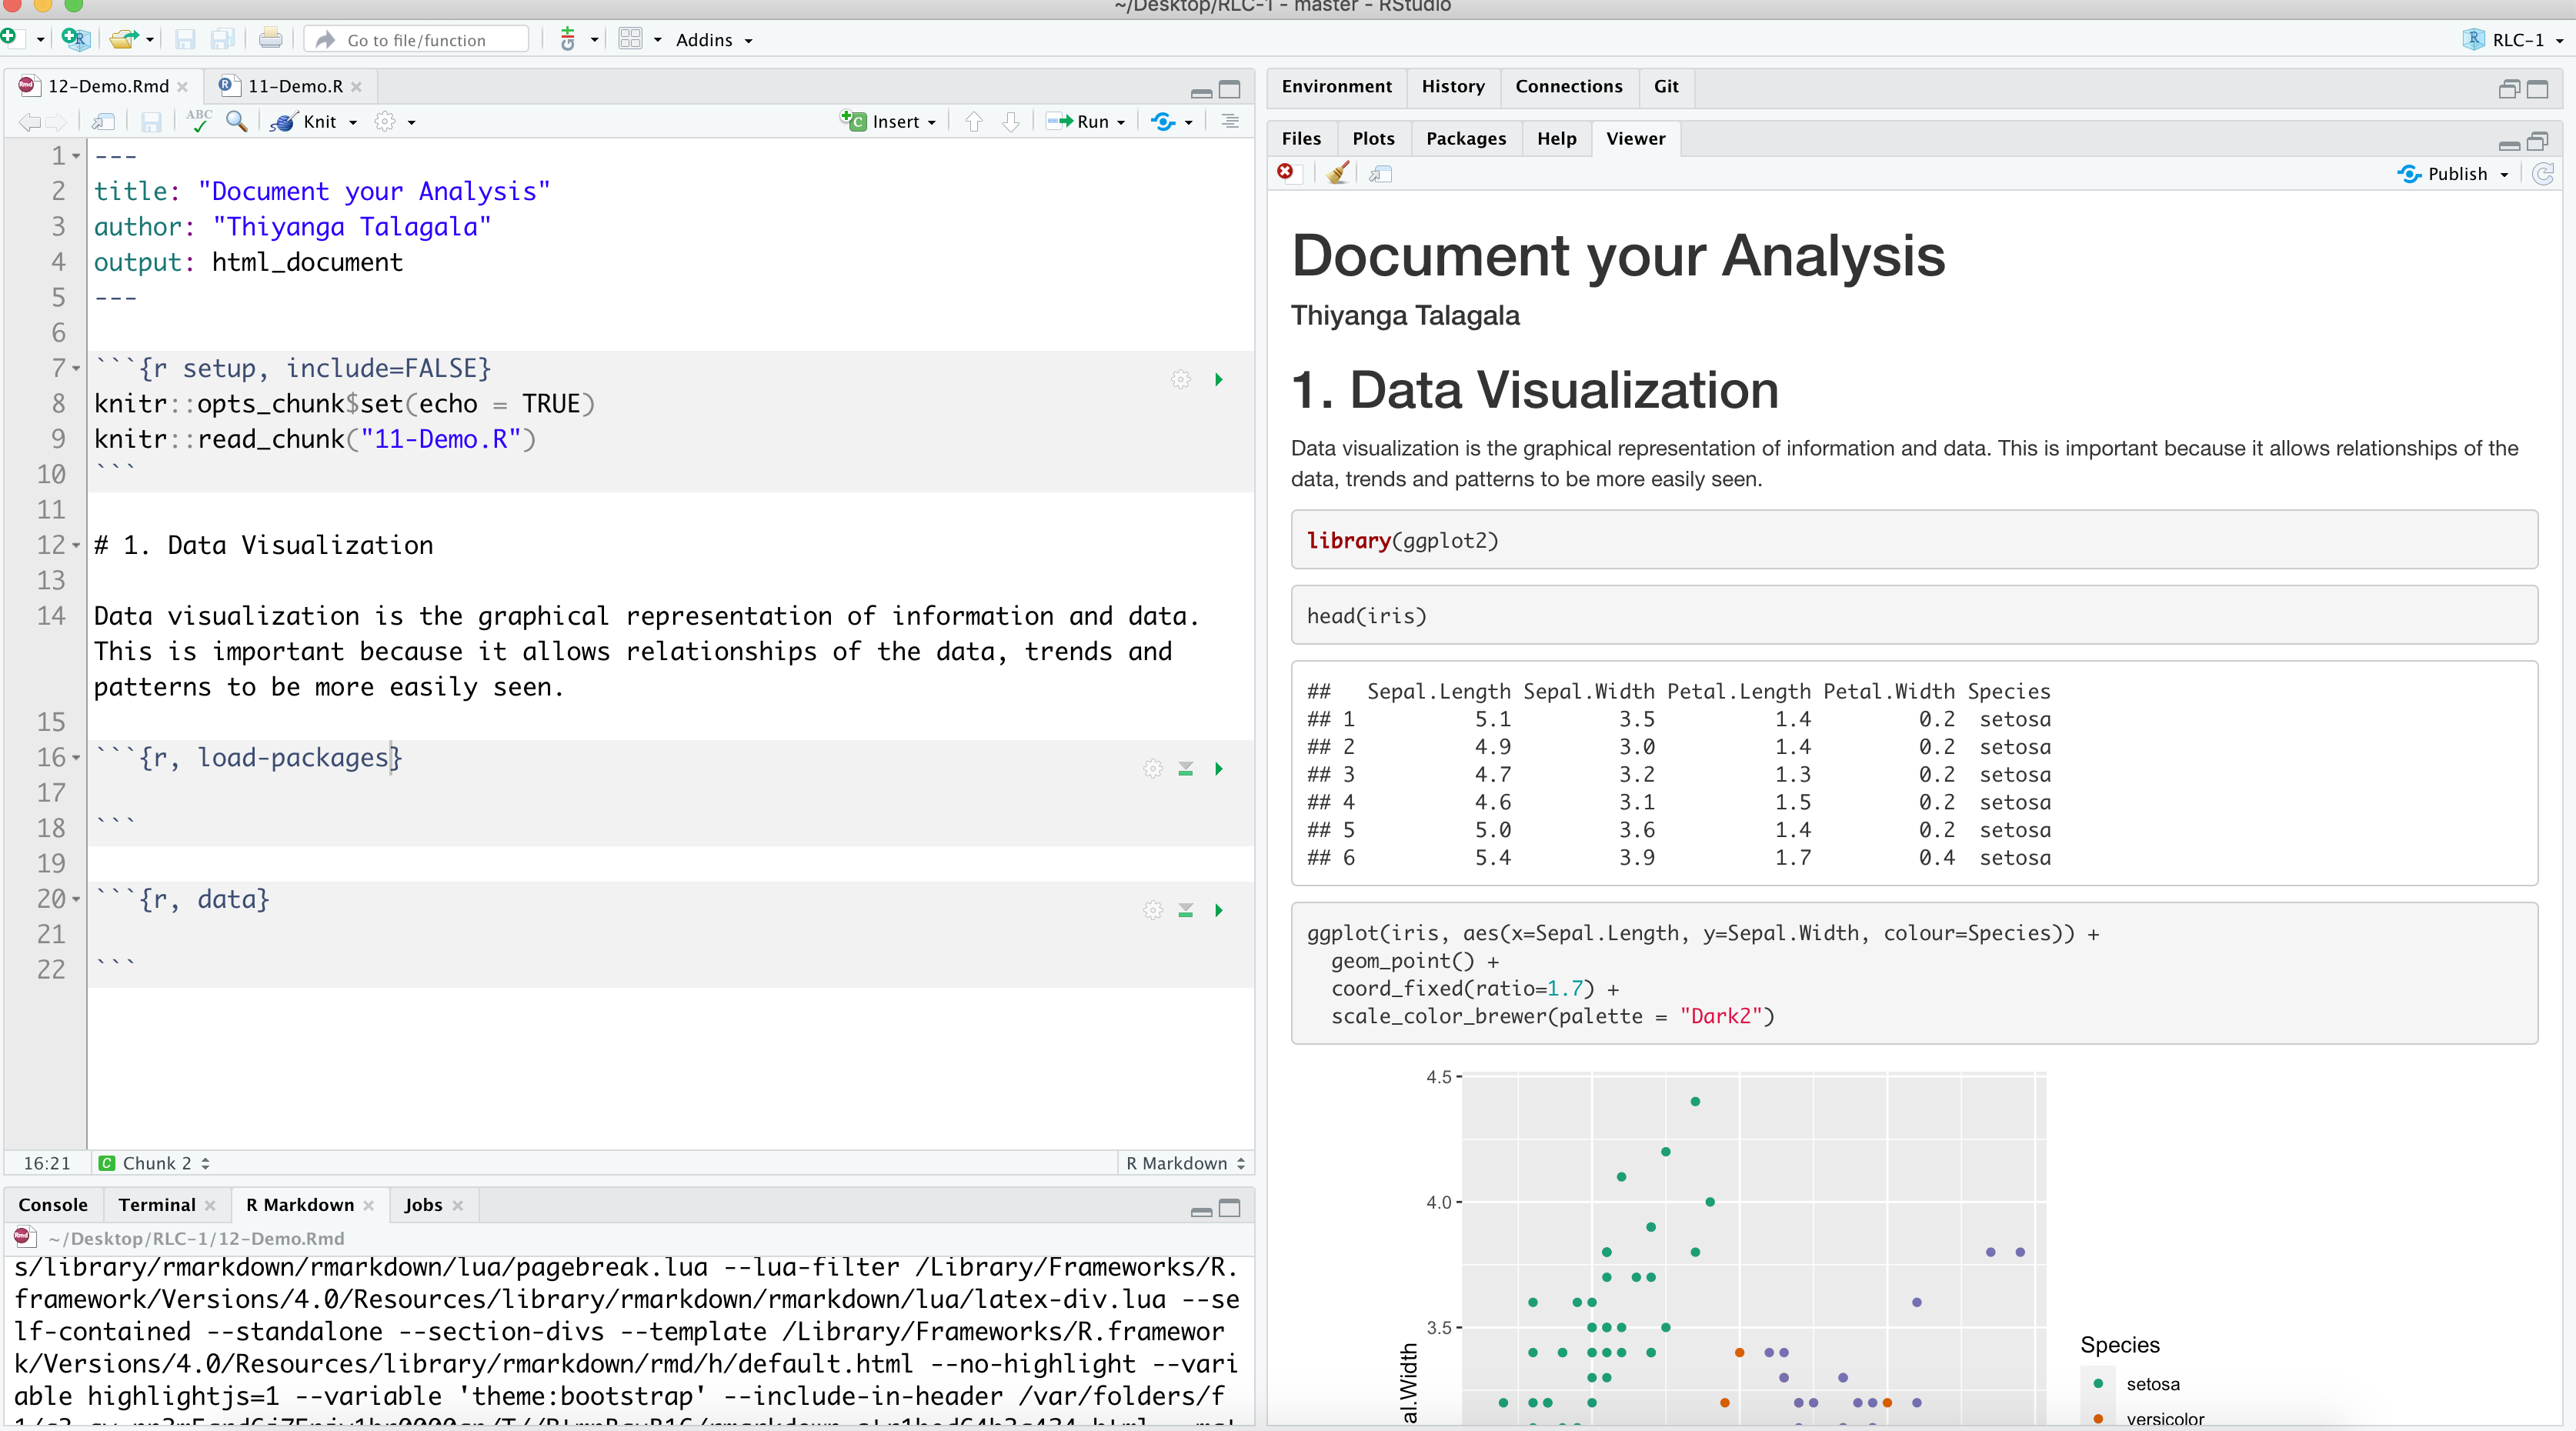 ~/Desktop/RLC-1 - master - RStudio
Go to file/function
Addins
RLC-1
12-Demo.Rmd
11-Demo.R
ABC
Knit
Insert
Run
1 ---
2 title: "Document your Analysis"
3 author: "Thiyanga Talagala"
4 output: html_document
5 ---
6
7 ```{r setup, include=FALSE}
8 knitr::opts_chunk$set(echo = TRUE)
9 knitr::read_chunk("11-Demo.R")
10 ```
11
12 # 1. Data Visualization
13
14 Data visualization is the graphical representation of information and data.
This is important because it allows relationships of the data, trends and
patterns to be more easily seen.
15
16 ```{r, load-packages}
17
18 ```
19
20 ```{r, data}
21
22 ```
16:21 Chunk 2 R Markdown
Console Terminal R Markdown Jobs
~/Desktop/RLC-1/12-Demo.Rmd
s/library/rmarkdown/rmarkdown/lua/pagebreak.lua --lua-filter /Library/Frameworks/R.
framework/Versions/4.0/Resources/library/rmarkdown/rmarkdown/lua/latex-div.lua --se
lf-contained --standalone --section-divs --template /Library/Frameworks/R.framewor
k/Versions/4.0/Resources/library/rmarkdown/rmd/h/default.html --no-highlight --vari
able highlightjs=1 --variable 'theme:bootstrap' --include-in-header /var/folders/f
Environment History Connections Git
Files Plots Packages Help Viewer
Publish
Document your Analysis
Thiyanga Talagala
1. Data Visualization
Data visualization is the graphical representation of information and data. This is important because it allows relationships of the
data, trends and patterns to be more easily seen.
library(ggplot2)
head(iris)
## Sepal.Length Sepal.Width Petal.Length Petal.Width Species
## 1 5.1 3.5 1.4 0.2 setosa
## 2 4.9 3.0 1.4 0.2 setosa
## 3 4.7 3.2 1.3 0.2 setosa
## 4 4.6 3.1 1.5 0.2 setosa
## 5 5.0 3.6 1.4 0.2 setosa
## 6 5.4 3.9 1.7 0.4 setosa
ggplot(iris, aes(x=Sepal.Length, y=Sepal.Width, colour=Species)) +
geom_point() +
coord_fixed(ratio=1.7) +
scale_color_brewer(palette = "Dark2")
4.5
4.0
3.5
al.Width
Species
setosa
versicolor